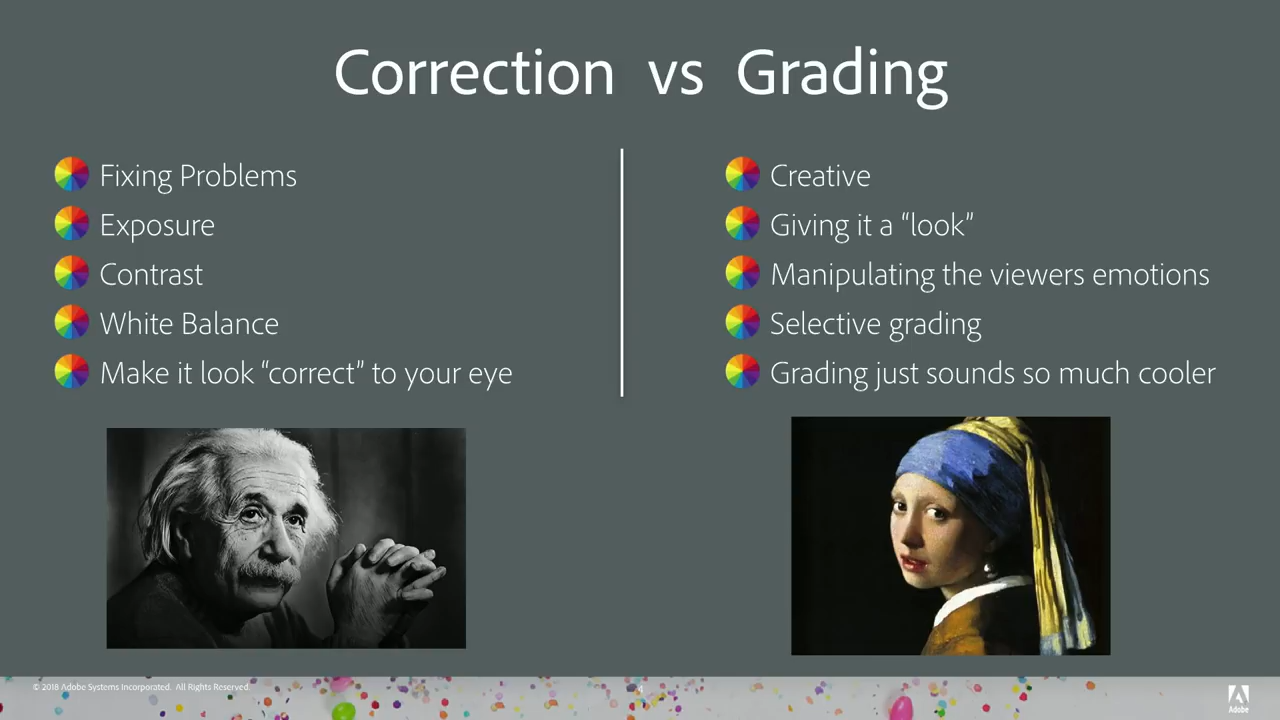 Correction vs Grading
Fixing Problems
Exposure
Contrast
White Balance
Make it look “correct” to your eye
Creative
Giving it a “look”
Manipulating the viewers emotions
Selective grading
Grading just sounds so much cooler
© 2018 Adobe Systems Incorporated. All Rights Reserved.
4
Adobe